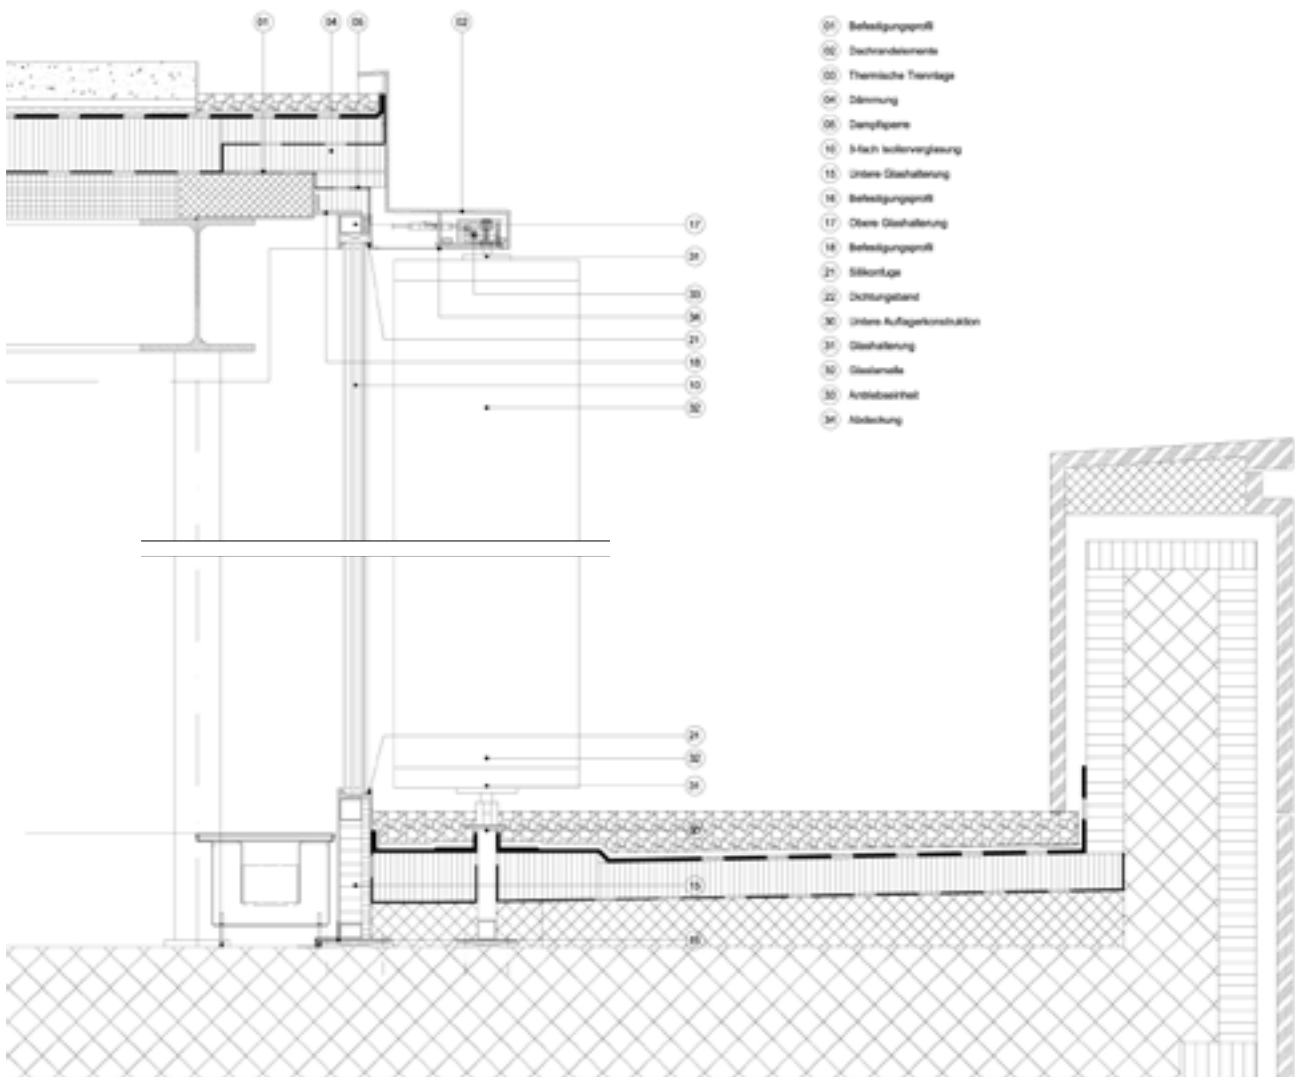 01 04 05 02
01 Befestigungsprofil
02 Dachrandelemente
03 Thermische Trennlage
04 Dämmung
05 Dampfsperre
10 3-fach Isolierverglasung
15 Untere Glashalterung
16 Befestigungsprofil
17 Obere Glashalterung
18 Befestigungsprofil
21 Silikonfuge
22 Dichtungsband
30 Untere Auflagerkonstruktion
31 Glashalterung
32 Glaslamelle
33 Antriebseinheit
34 Abdeckung
17
31
33
34
21
18
10
32
21
32
31
30
15